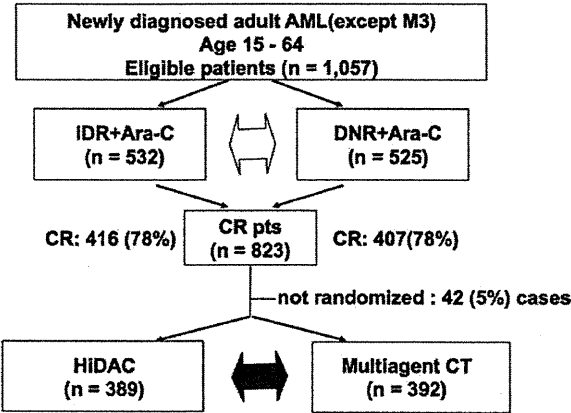 Newly diagnosed adult AML(except M3)
Age 15 - 64
Eligible patients (n = 1,057)
IDR+Ara-C
(n = 532)
DNR+Ara-C
(n = 525)
CR: 416 (78%)
CR pts
(n = 823)
CR: 407(78%)
not randomized : 42 (5%) cases
HiDAC
(n = 389)
Multiagent CT
(n = 392)